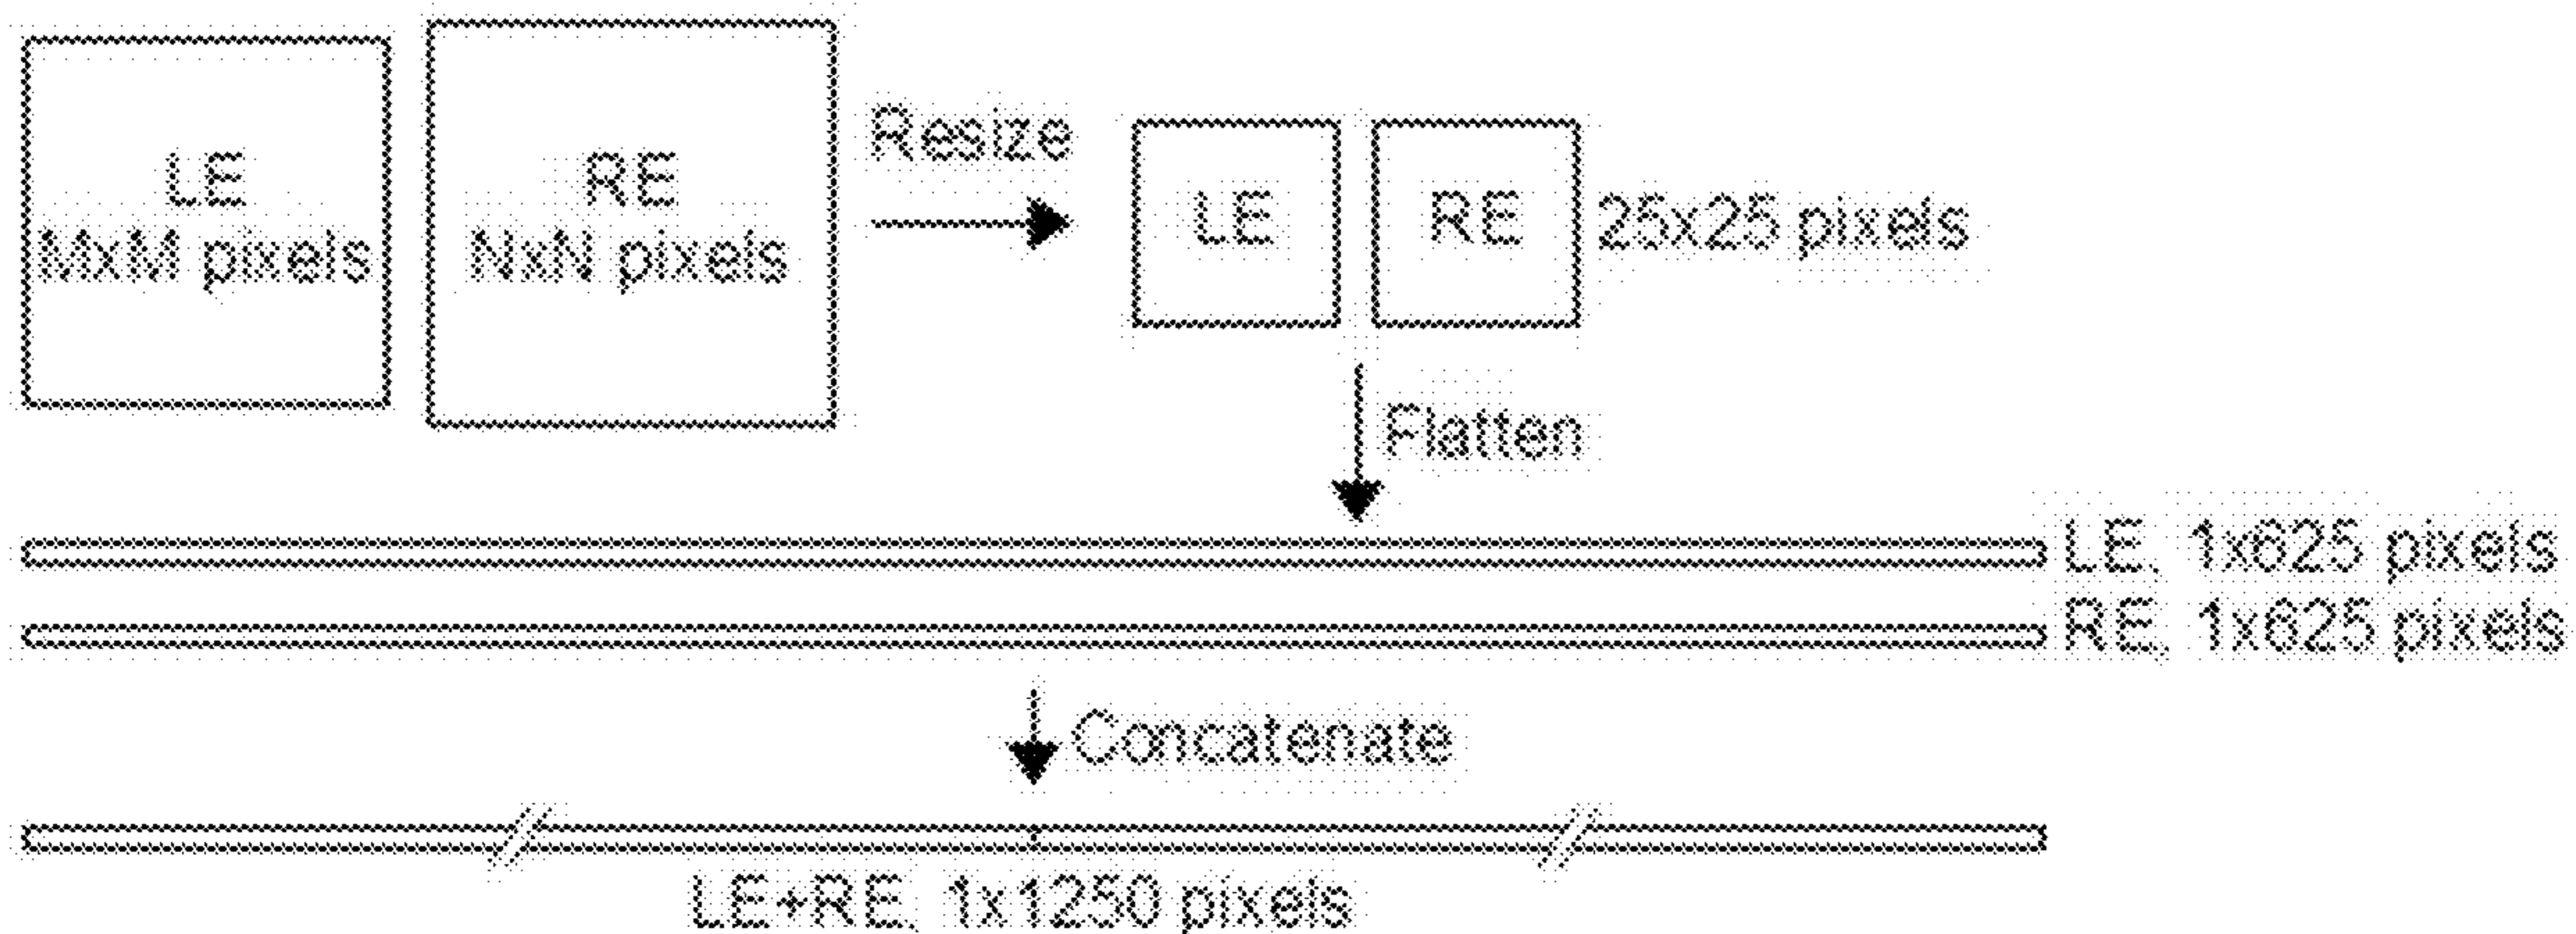 LE
MxM pixels
RE
NxN pixels
Resize
LE
RE
25x25 pixels
Flatten
LE, 1x625 pixels
RE, 1x625 pixels
Concatenate
LE+RE, 1x1250 pixels